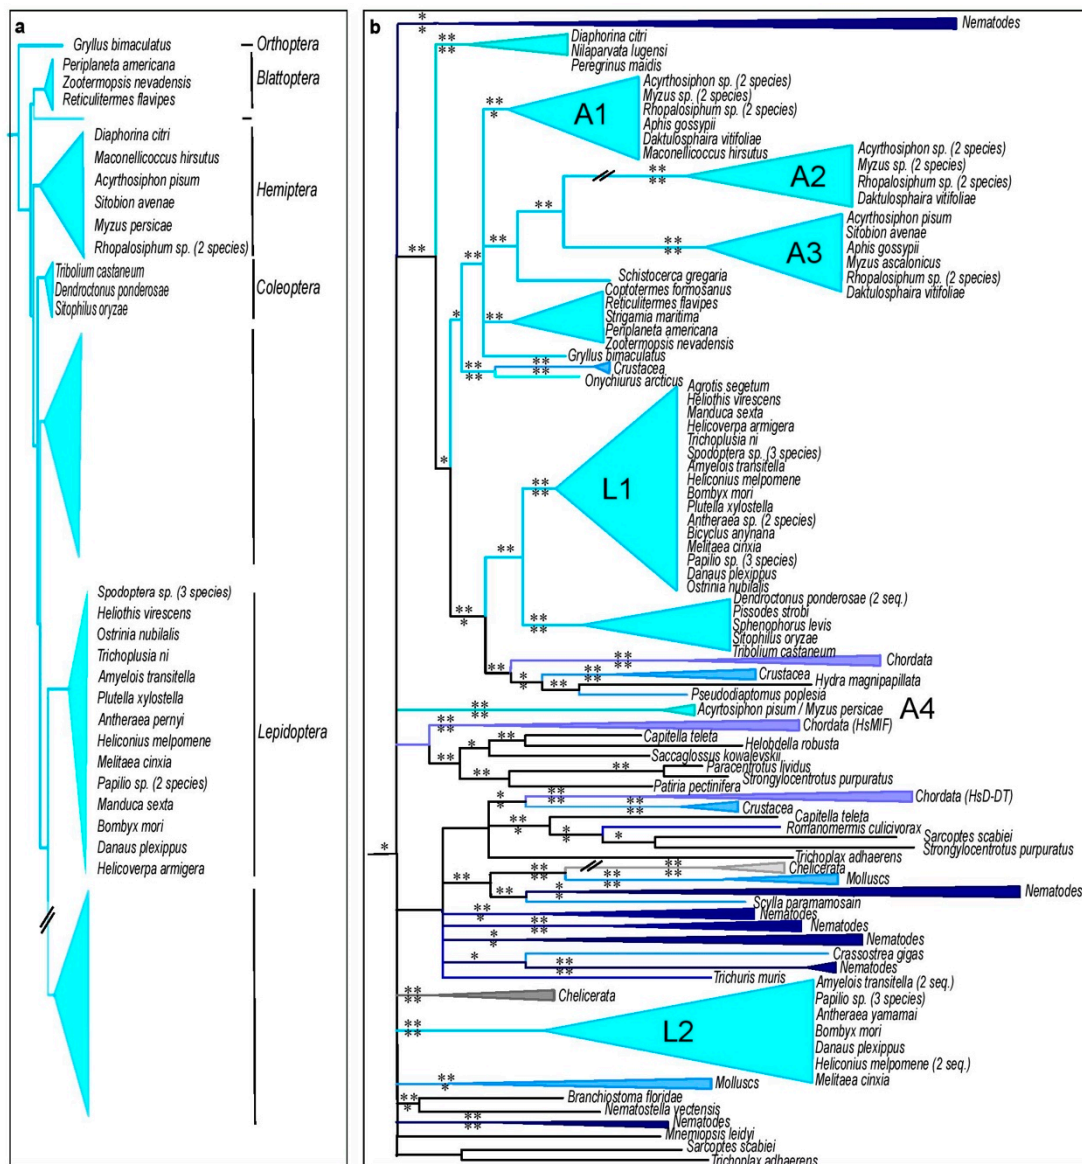 a
Gryllus bimaculatus
Orthoptera
Periplaneta americana
Zootermopsis nevadensis
Reticulitermes flavipes
Blattoptera
Diaphorina citri
Maconellicoccus hirsutus
Acyrthosiphon pisum
Sitobion avenae
Myzus persicae
Rhopalosiphum sp. (2 species)
Hemiptera
Tribolium castaneum
Dendroctonus ponderosae
Sitophilus oryzae
Coleoptera
Spodoptera sp. (3 species)
Heliothis virescens
Ostrinia nubilalis
Trichoplusia ni
Amyelois transitella
Plutella xylostella
Antheraea pernyi
Heliconius melpomene
Melitaea cinxia
Papilio sp. (2 species)
Manduca sexta
Bombyx mori
Danaus plexippus
Helicoverpa armigera
Lepidoptera
b
Nematodes
Diaphorina citri
Nilaparvata lugensi
Peregrinus maidis
A1
Acyrthosiphon sp. (2 species)
Myzus sp. (2 species)
Rhopalosiphum sp. (2 species)
Aphis gossypii
Daktulosphaira vitifoliae
Maconellicoccus hirsutus
A2
Acyrthosiphon sp. (2 species)
Myzus sp. (2 species)
Rhopalosiphum sp. (2 species)
Daktulosphaira vitifoliae
A3
Acyrthosiphon pisum
Sitobion avenae
Aphis gossypii
Myzus ascalonicus
Rhopalosiphum sp. (2 species)
Daktulosphaira vitifoliae
Schistocerca gregaria
Coptotermes formosanus
Reticulitermes flavipes
Strigamia maritima
Periplaneta americana
Zootermopsis nevadensis
Gryllus bimaculatus
Crustacea
Onychiurus arcticus
L1
Agrotis segetum
Heliothis virescens
Manduca sexta
Helicoverpa armigera
Trichoplusia ni
Spodoptera sp. (3 species)
Amyelois transitella
Heliconius melpomene
Bombyx mori
Plutella xylostella
Antheraea sp. (2 species)
Bicyclus anynana
Melitaea cinxia
Papilio sp. (3 species)
Danaus plexippus
Ostrinia nubilalis
Dendroctonus ponderosae (2 seq.)
Pissodes strobi
Sphenophorus levis
Sitophilus oryzae
Tribolium castaneum
Chordata
Crustacea
Hydra magnipapillata
Pseudodiaptomus poplesia
Acyrtosiphon pisum / Myzus persicae
A4
Chordata (HsMIF)
Capitella teleta
Helobdella robusta
Saccaglossus kowalevskii
Paracentrotus lividus
Strongylocentrotus purpuratus
Patiria pectinifera
Chordata (HsD-DT)
Crustacea
Capitella teleta
Romanomermis culicivorax
Sarcoptes scabiei
Strongylocentrotus purpuratus
Trichoplax adhaerens
Chelicerata
Molluscs
Nematodes
Scylla paramamosain
Nematodes
Nematodes
Nematodes
Crassostrea gigas
Nematodes
Trichuris muris
Chelicerata
L2
Amyelois transitella (2 seq.)
Papilio sp. (3 species)
Antheraea yamamai
Bombyx mori
Danaus plexippus
Heliconius melpomene (2 seq.)
Melitaea cinxia
Molluscs
Branchiostoma floridae
Nematostella vectensis
Nematodes
Mnemiopsis leidyi
Sarcoptes scabiei
Trichoplax adhaerens